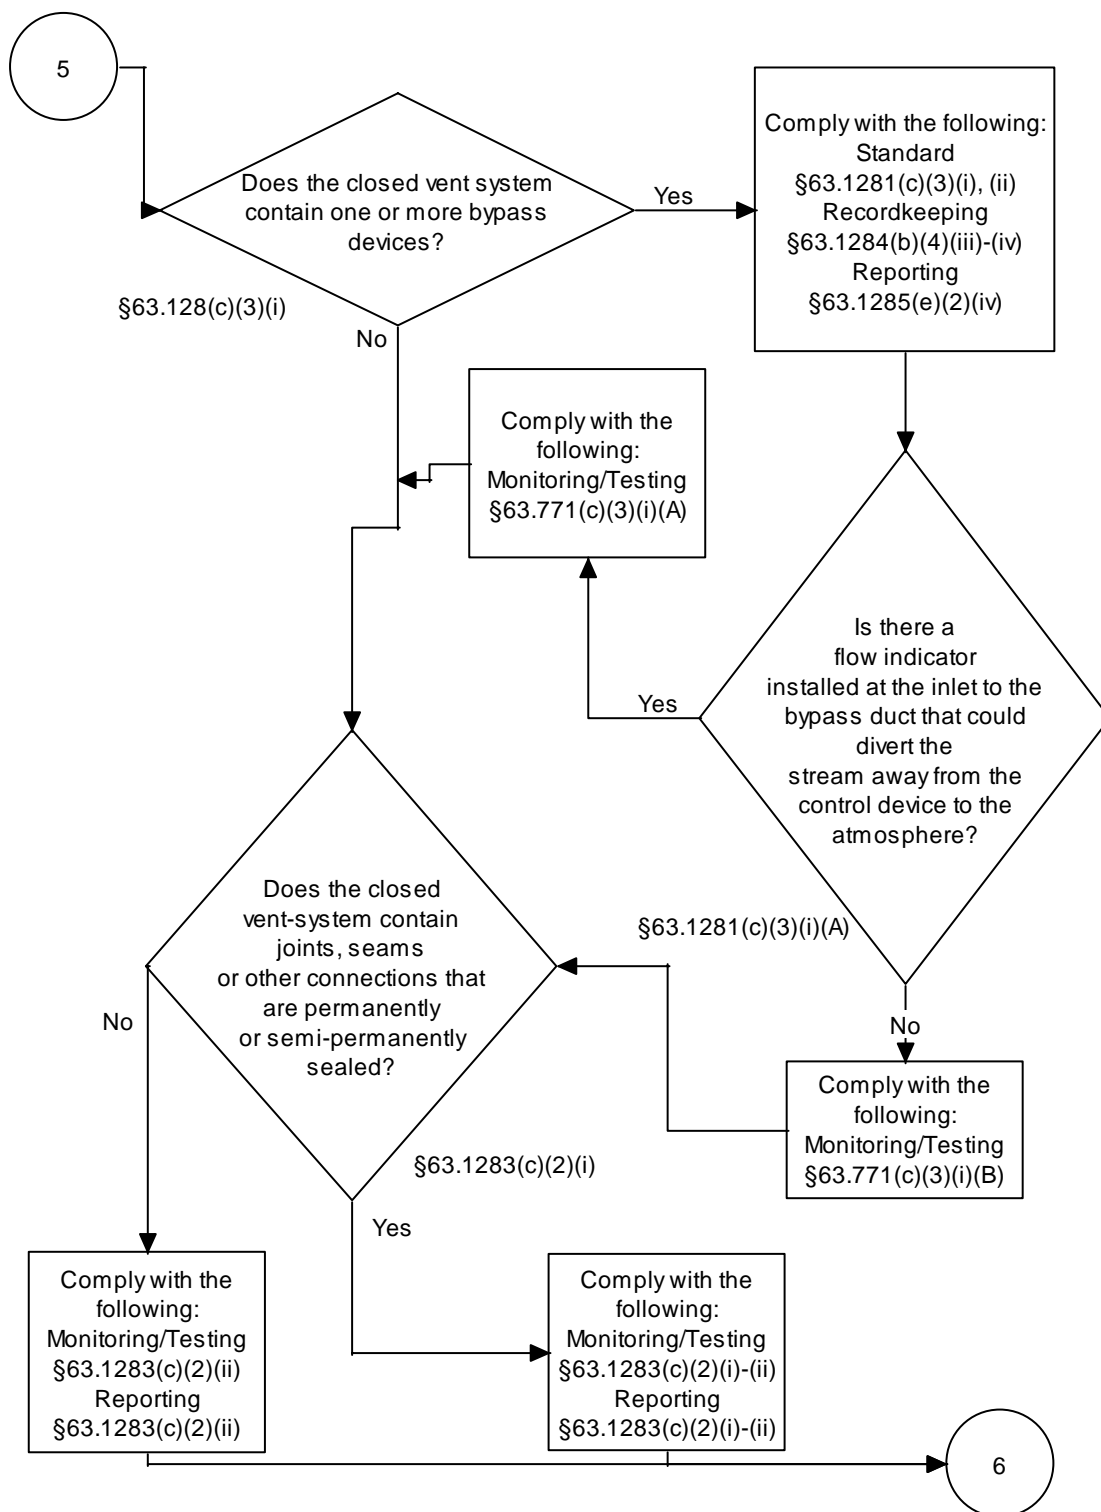 5
Does the closed vent system
contain one or more bypass
devices?
§63.128(c)(3)(i)
Yes
No
Comply with the following:
Standard
§63.1281(c)(3)(i), (ii)
Recordkeeping
§63.1284(b)(4)(iii)-(iv)
Reporting
§63.1285(e)(2)(iv)
Comply with the
following:
Monitoring/Testing
§63.771(c)(3)(i)(A)
Is there a
flow indicator
installed at the inlet to the
bypass duct that could
divert the
stream away from the
control device to the
atmosphere?
Yes
§63.1281(c)(3)(i)(A)
No
Comply with the
following:
Monitoring/Testing
§63.771(c)(3)(i)(B)
Does the closed
vent-system contain
joints, seams
or other connections that
are permanently
or semi-permanently
sealed?
No
§63.1283(c)(2)(i)
Yes
Comply with the
following:
Monitoring/Testing
§63.1283(c)(2)(ii)
Reporting
§63.1283(c)(2)(ii)
Comply with the
following:
Monitoring/Testing
§63.1283(c)(2)(i)-(ii)
Reporting
§63.1283(c)(2)(i)-(ii)
6